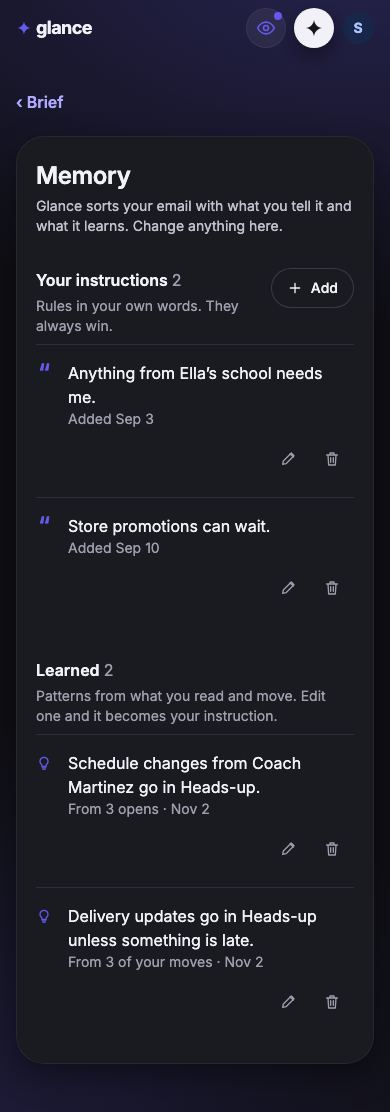 glance
S
‹ Brief
Memory
Glance sorts your email with what you tell it and
what it learns. Change anything here.
Your instructions 2
Rules in your own words. They
always win.
+ Add
Anything from Ella’s school needs
me.
Added Sep 3
Store promotions can wait.
Added Sep 10
Learned 2
Patterns from what you read and move. Edit
one and it becomes your instruction.
Schedule changes from Coach
Martinez go in Heads-up.
From 3 opens · Nov 2
Delivery updates go in Heads-up
unless something is late.
From 3 of your moves · Nov 2